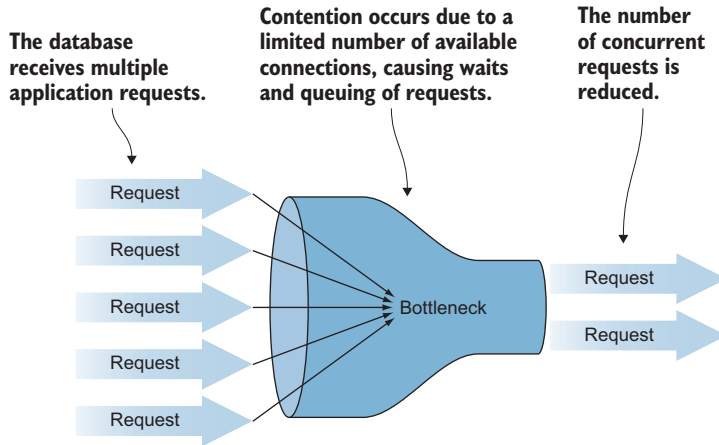 The database
receives multiple
application requests.
Contention occurs due to a
limited number of available
connections, causing waits
and queuing of requests.
The number
of concurrent
requests is
reduced.
Request
Request
Request
Request
Request
Bottleneck
Request
Request